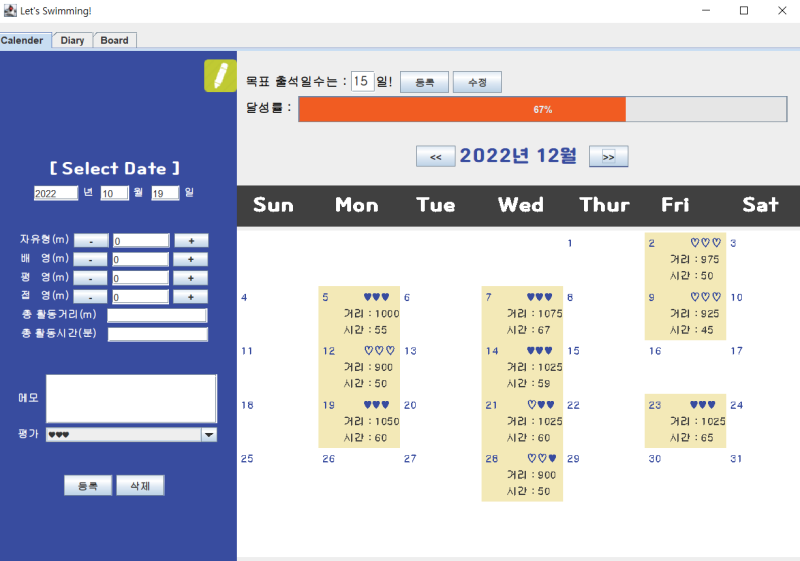 Let's Swimming!
Calender Diary Board
목표 출석일수는 : 15 일! 등록 수정
달성률 : 67%
<< 2022년 12월 >>
[ Select Date ]
2022 년 10 월 19 일
자유형(m) - 0 +
배 영(m) - 0 +
평 영(m) - 0 +
접 영(m) - 0 +
총 활동거리(m)
총 활동시간(분)
메모
평가 ♥♥♥
등록 삭제
Sun Mon Tue Wed Thur Fri Sat
1 2 ♡♡♡ 3
거리 : 975
시간 : 50
4 5 ♥♥♥ 6 7 ♥♥♥ 8 9 ♡♡♡ 10
거리 : 1000 거리 : 1075 거리 : 925
시간 : 55 시간 : 67 시간 : 45
11 12 ♡♡♡ 13 14 ♥♥♥ 15 16 17
거리 : 900 거리 : 1025
시간 : 50 시간 : 59
18 19 ♥♥♥ 20 21 ♡♥♥ 22 23 ♥♥♥ 24
거리 : 1050 거리 : 1025 거리 : 1025
시간 : 60 시간 : 60 시간 : 65
25 26 27 28 ♡♡♥ 29 30 31
거리 : 900
시간 : 50